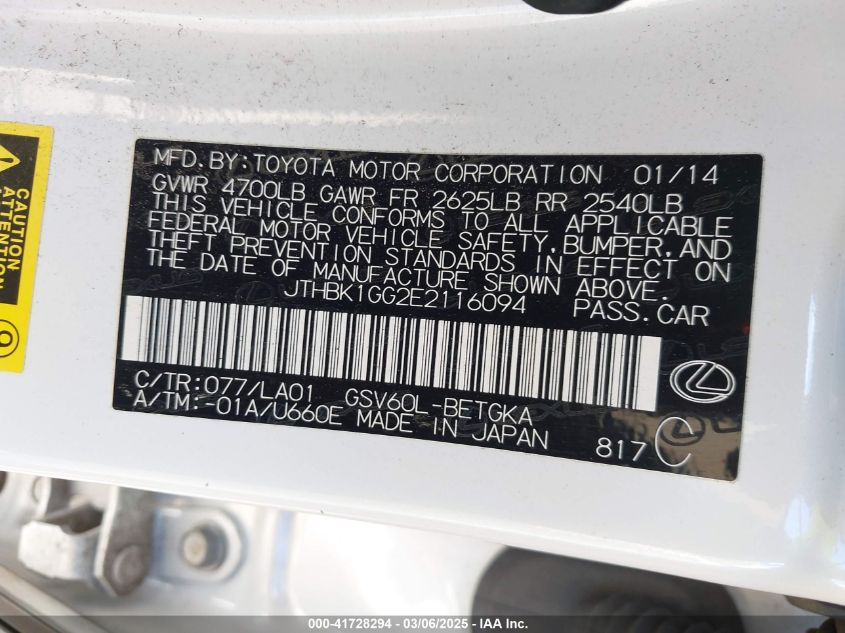 MFD.BY:TOYOTA MOTOR CORPORATION 01/14
GVWR 4700LB GAWR FR 2625LB RR 2540LB
THIS VEHICLE CONFORMS TO ALL APPLICABLE
FEDERAL MOTOR VEHICLE SAFETY,BUMPER,AND
THEFT PREVENTION STANDARDS IN EFFECT ON
THE DATE OF MANUFACTURE SHOWN ABOVE.
JTHBK1GG2E2116094 PASS.CAR
C/TR:077/LA01 GSV60L-BETGKA
A/TM:-01A/U660E MADE IN JAPAN 817C
CAUTION
ATTENTION
000-41728294 — 03/06/2025 — IAA Inc.